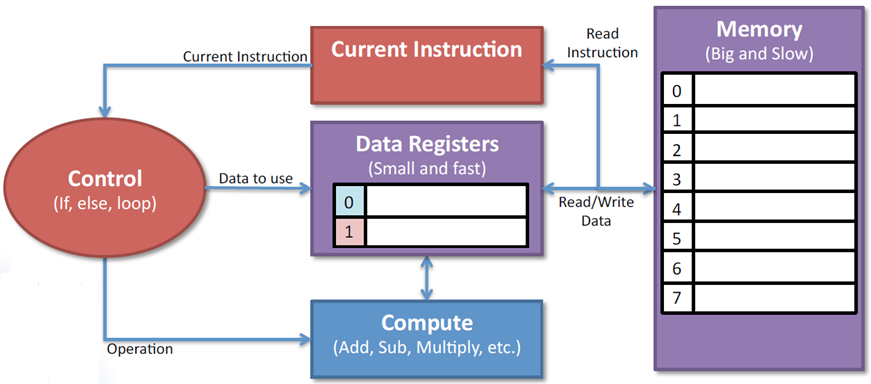 Current Instruction
Current Instruction
Read
Instruction
Memory
(Big and Slow)
0
1
2
3
4
5
6
7
Control
(If, else, loop)
Data to use
Data Registers
(Small and fast)
0
1
Read/Write
Data
Operation
Compute
(Add, Sub, Multiply, etc.)